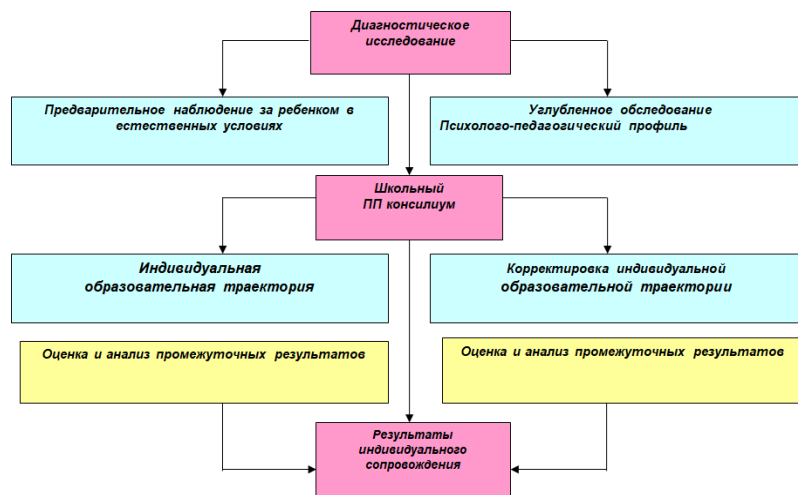 Диагностическое
исследование
Предварительное наблюдение за ребенком в
естественных условиях
Углубленное обследование
Психолого-педагогический профиль
Школьный
ПП консилиум
Индивидуальная
образовательная траектория
Корректировка индивидуальной
образовательной траектории
Оценка и анализ промежуточных результатов
Оценка и анализ промежуточных результатов
Результаты
индивидуального
сопровождения